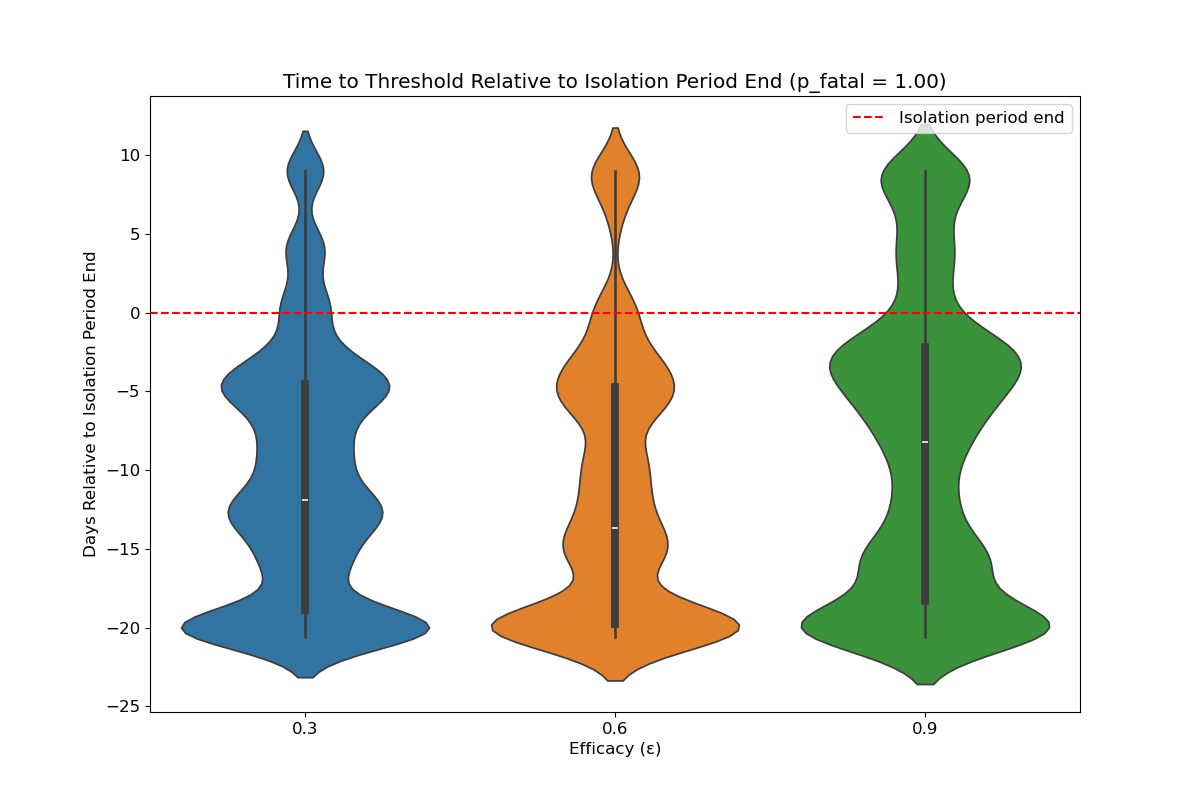 Time to Threshold Relative to Isolation Period End (p_fatal = 1.00)
Isolation period end
Days Relative to Isolation Period End
10
5
0
−5
−10
−15
−20
−25
0.3
0.6
0.9
Efficacy (ε)